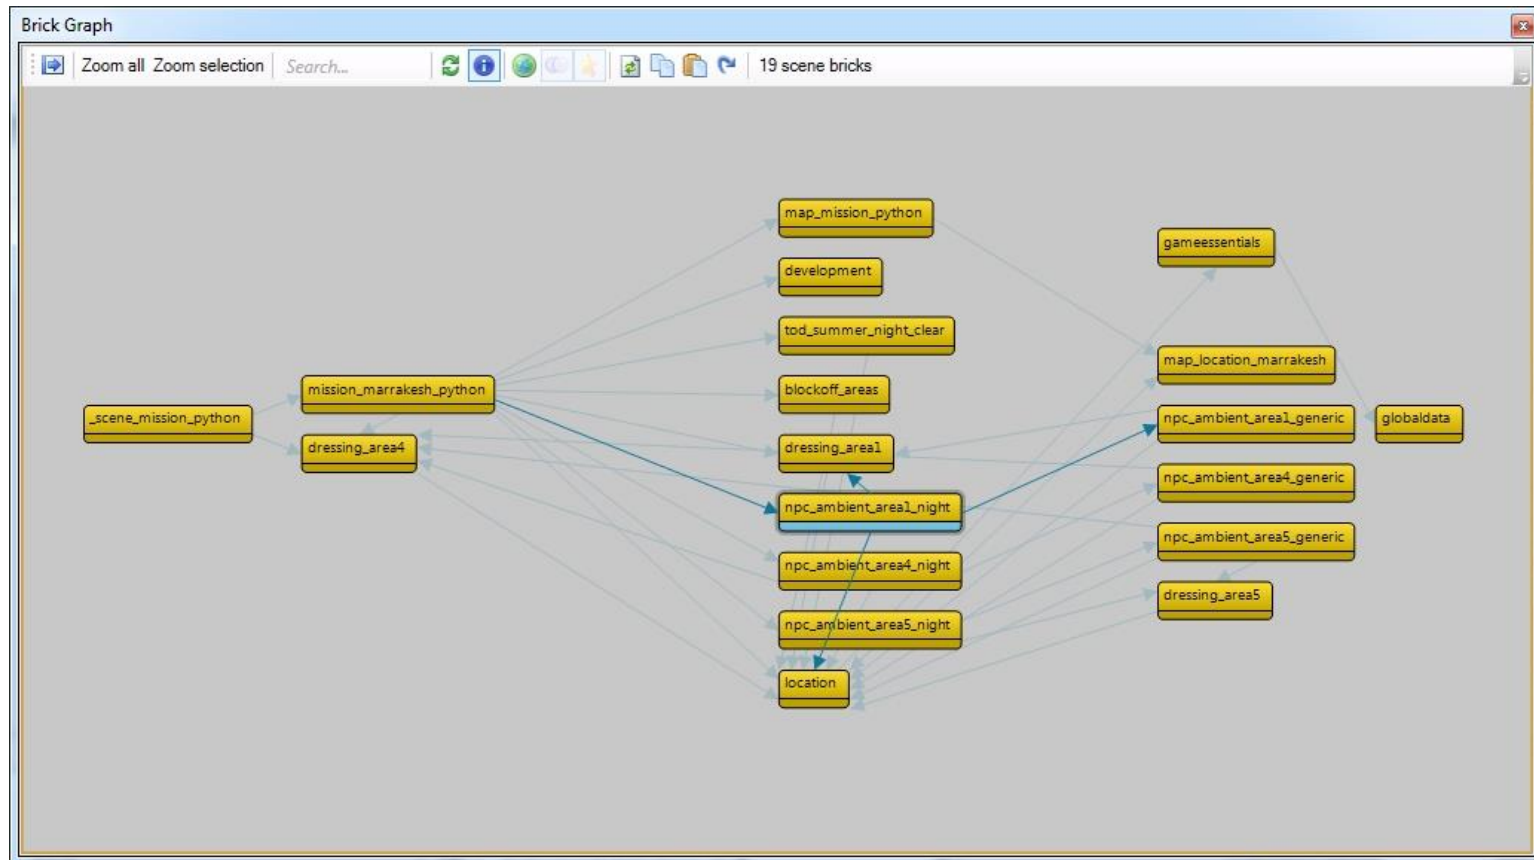 Brick Graph
Zoom all Zoom selection Search... 19 scene bricks
_scene_mission_python
mission_marrakesh_python
dressing_area4
map_mission_python
development
tod_summer_night_clear
blockoff_areas
dressing_area1
npc_ambient_area1_night
npc_ambient_area4_night
npc_ambient_area5_night
location
gameessentials
map_location_marrakesh
npc_ambient_area1_generic
npc_ambient_area4_generic
npc_ambient_area5_generic
dressing_area5
globaldata